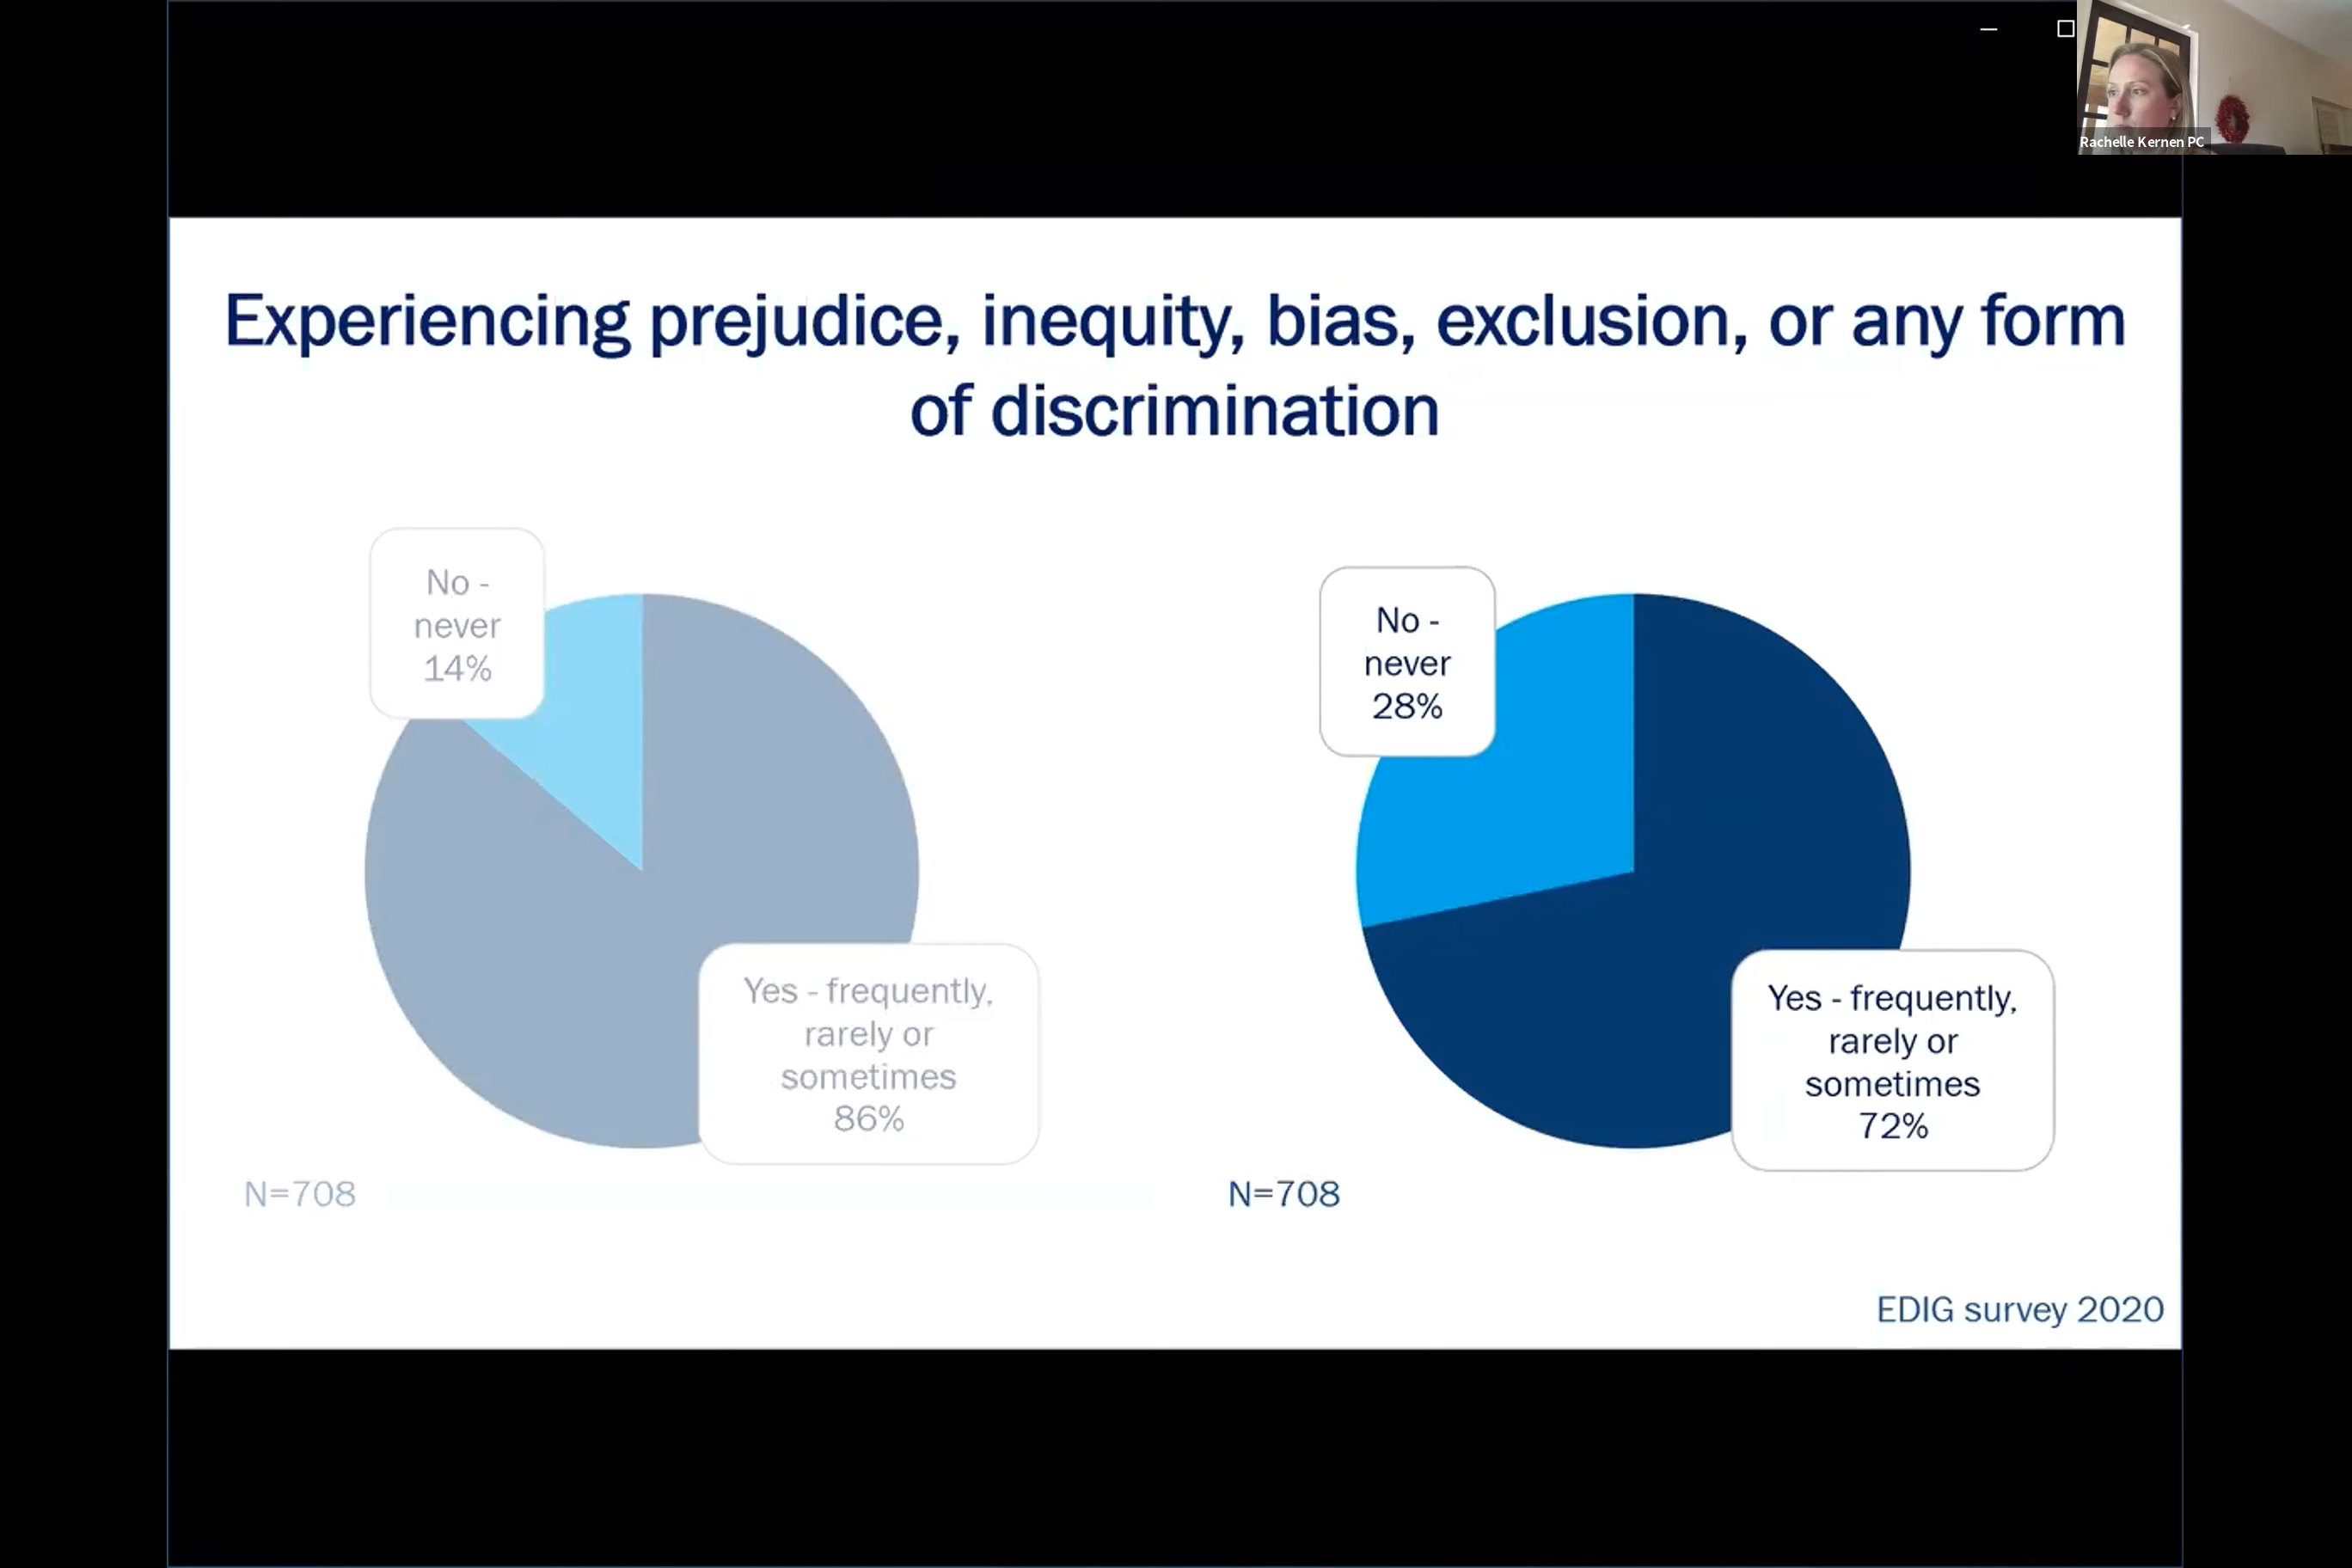 Rachelle Kernen PC
Experiencing prejudice, inequity, bias, exclusion, or any form
of discrimination
No -
never
14%
Yes - frequently,
rarely or
sometimes
86%
N=708
No -
never
28%
Yes - frequently,
rarely or
sometimes
72%
N=708
EDIG survey 2020